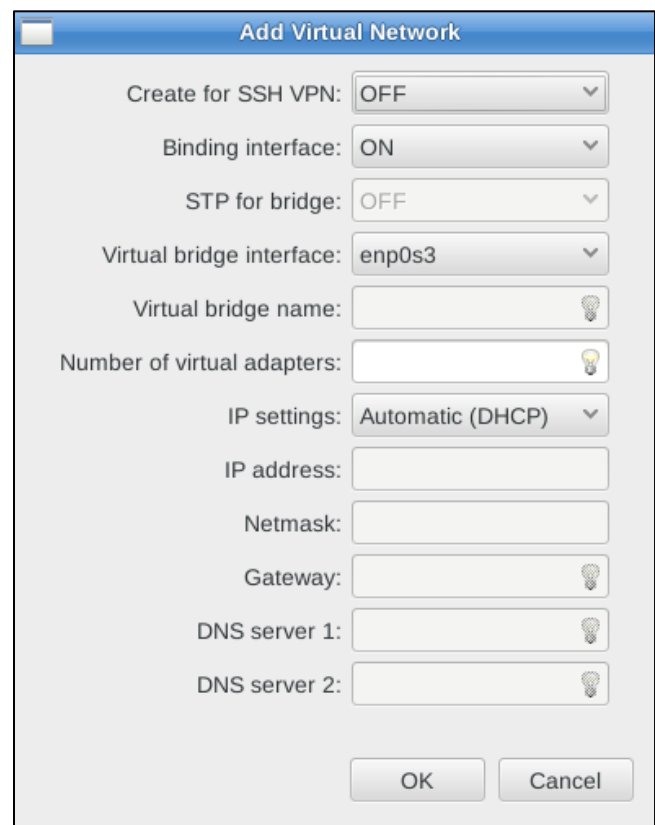 Add Virtual Network
Create for SSH VPN: OFF
Binding interface: ON
STP for bridge: OFF
Virtual bridge interface: enp0s3
Virtual bridge name:
Number of virtual adapters:
IP settings: Automatic (DHCP)
IP address:
Netmask:
Gateway:
DNS server 1:
DNS server 2:
OK Cancel